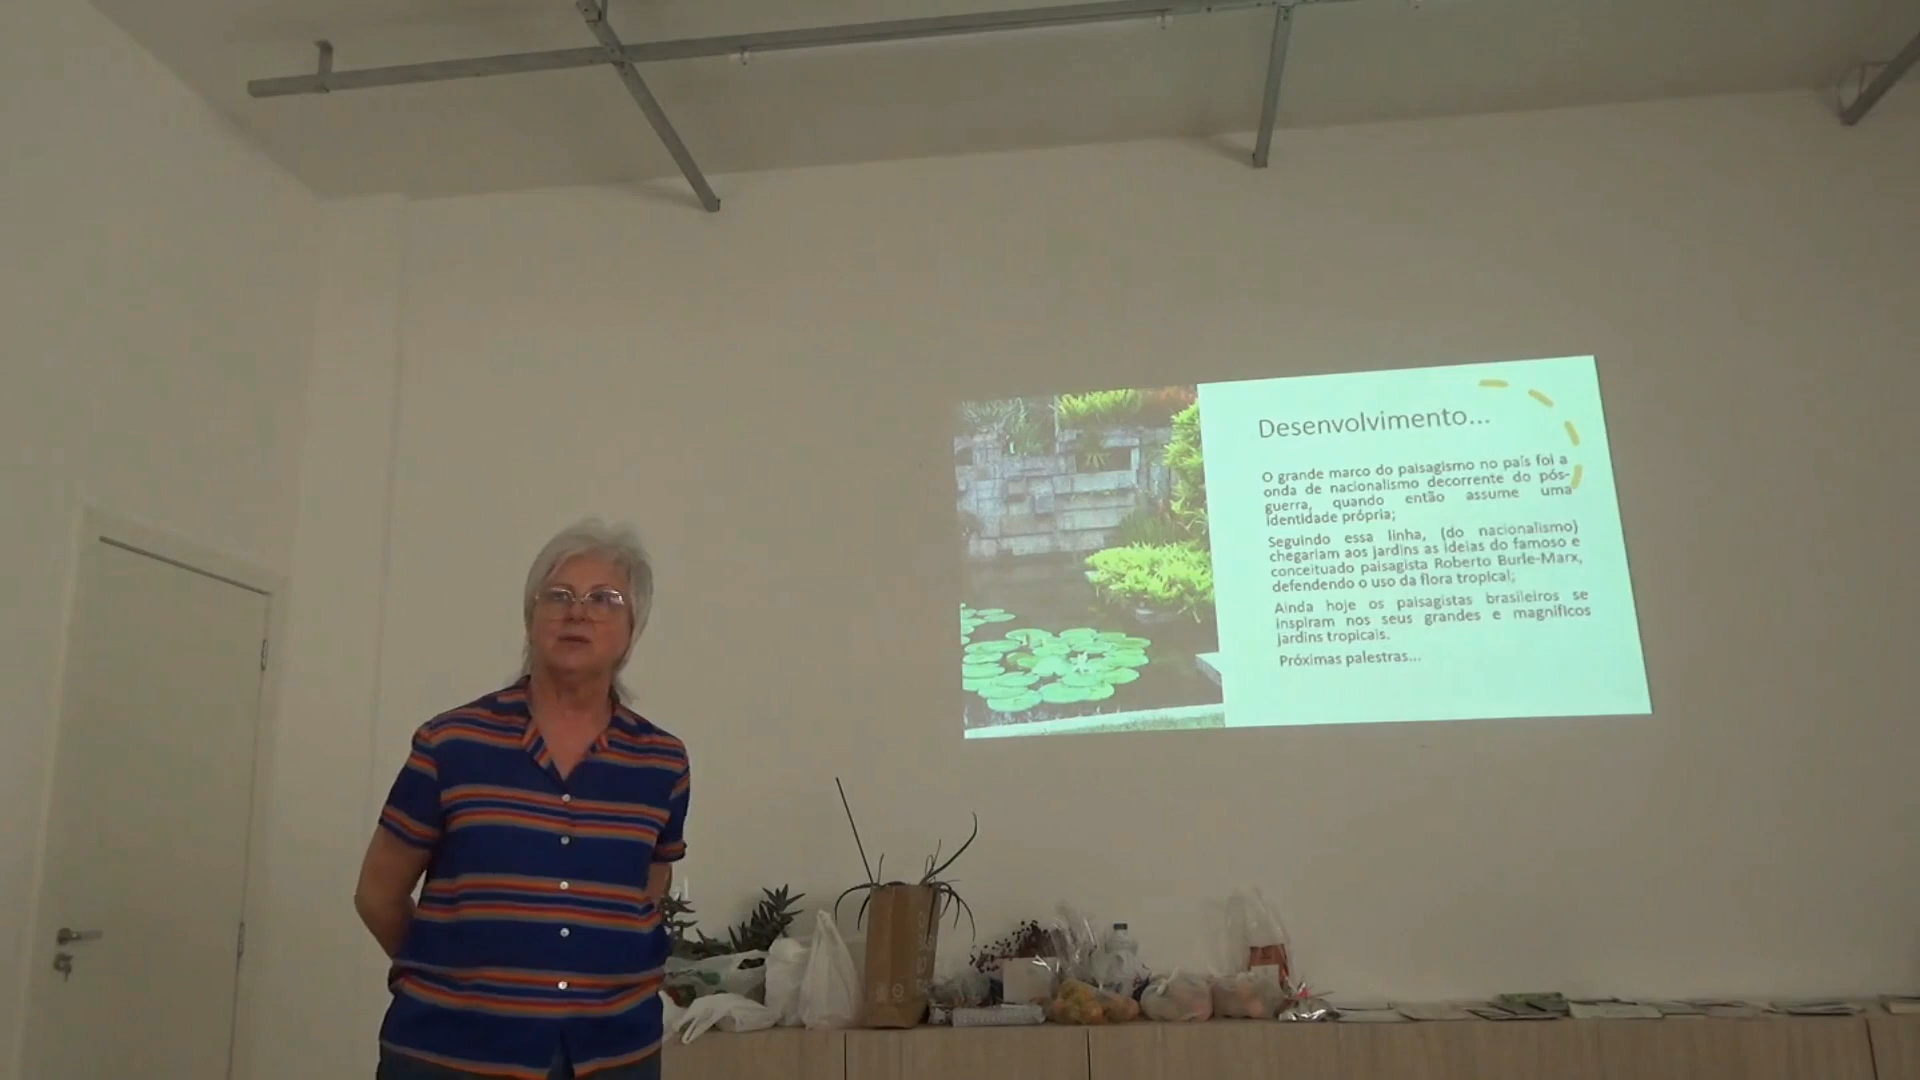 Desenvolvimento...
O grande marco do paisagismo no país foi a
onda de nacionalismo decorrente do pós-
guerra, quando então assume uma
identidade própria;
Seguindo essa linha, (do nacionalismo)
chegariam aos jardins as ideias do famoso e
conceituado paisagista Roberto Burle-Marx,
defendendo o uso da flora tropical;
Ainda hoje os paisagistas brasileiros se
inspiram nos seus grandes e magníficos
jardins tropicais.
Próximas palestras...